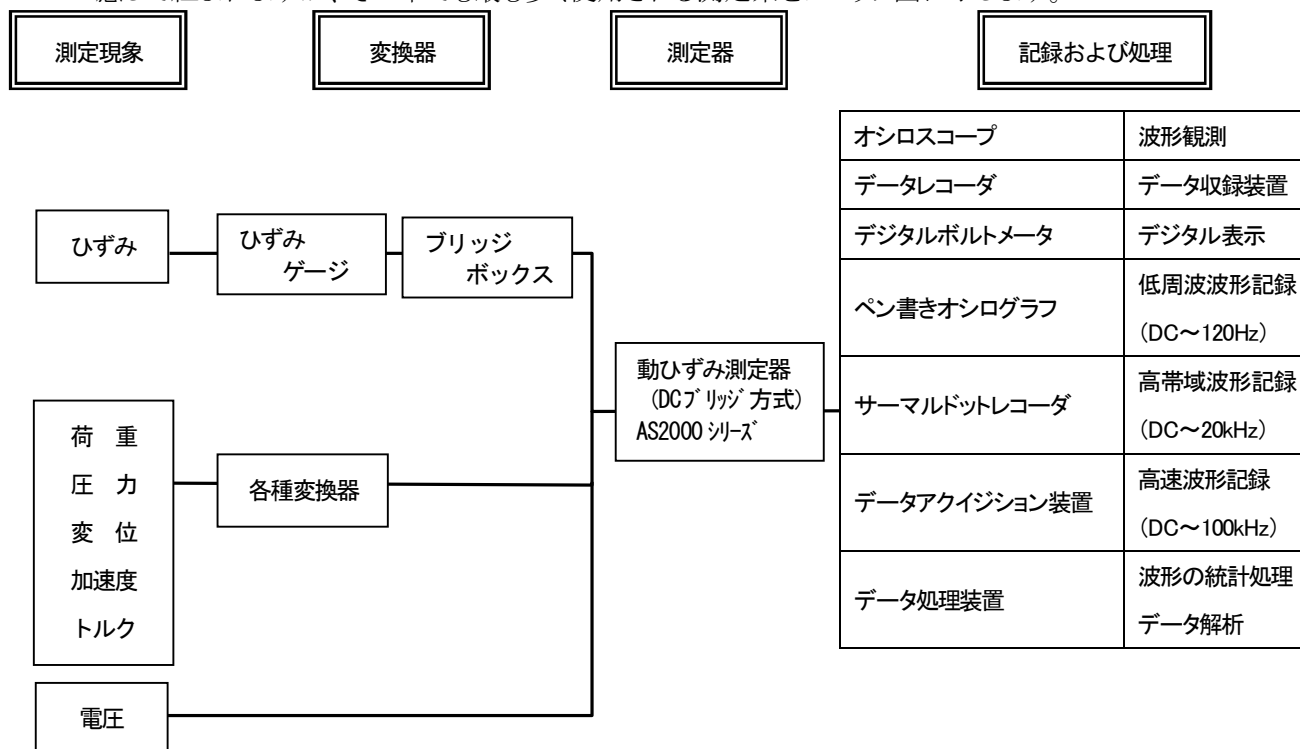 測定現象
変換器
測定器
記録および処理
オシロスコープ 波形観測
データレコーダ データ収録装置
デジタルボルトメータ デジタル表示
ペン書きオシログラフ 低周波波形記録
(DC～120Hz)
サーマルドットレコーダ 高帯域波形記録
(DC～20kHz)
データアクイジション装置 高速波形記録
(DC～100kHz)
データ処理装置 波形の統計処理
データ解析
ひずみ
ひずみ
ゲージ
ブリッジ
ボックス
動ひずみ測定器
(DCﾌﾞﾘｯｼﾞ方式)
AS2000ｼﾘｰｽﾞ
荷 重
圧 力
変 位
加速度
トルク
各種変換器
電圧